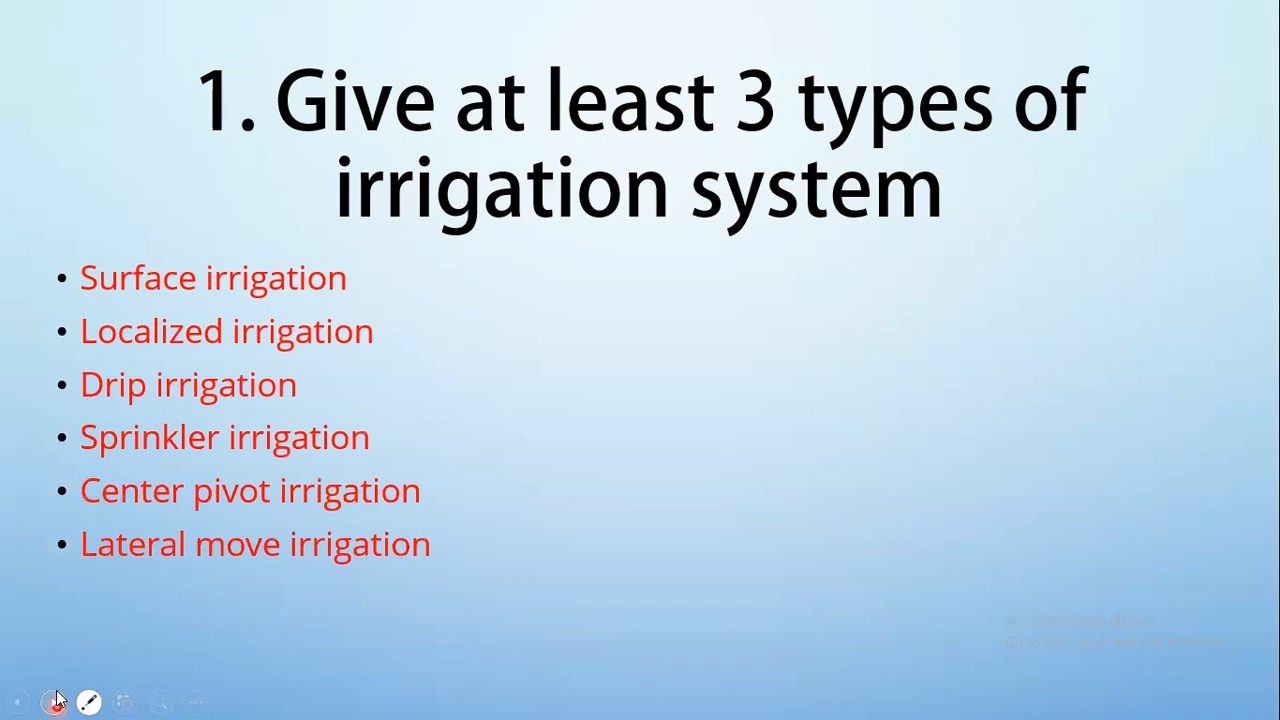 1. Give at least 3 types of
irrigation system
• Surface irrigation
• Localized irrigation
• Drip irrigation
• Sprinkler irrigation
• Center pivot irrigation
• Lateral move irrigation